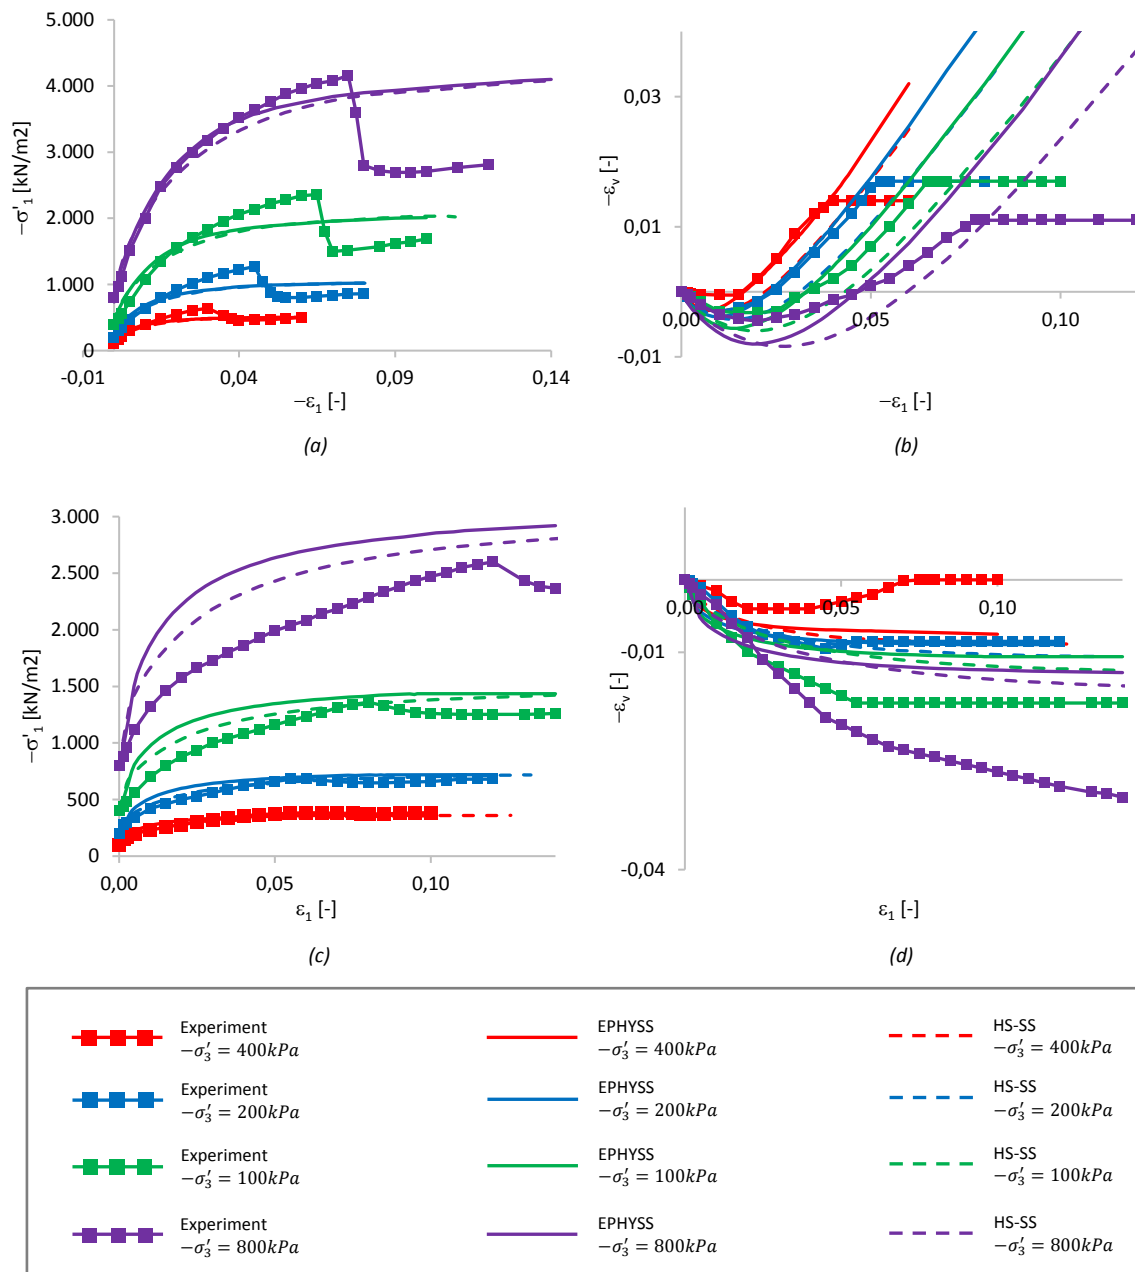 5.000
4.000
3.000
2.000
1.000
0
-0,01
0,04
0,09
0,14
−σ′₁ [kN/m2]
−ε₁ [-]
(a)
0,03
0,01
-0,01
0,00
0,05
0,10
−εᵥ [-]
−ε₁ [-]
(b)
3.000
2.500
2.000
1.500
1.000
500
0
0,00
0,05
0,10
−σ′₁ [kN/m2]
ε₁ [-]
(c)
0,00
0,05
0,10
-0,01
-0,04
−εᵥ [-]
ε₁ [-]
(d)
Experiment
−σ′₃ = 400kPa
EPHYSS
−σ′₃ = 400kPa
HS-SS
−σ′₃ = 400kPa
Experiment
−σ′₃ = 200kPa
EPHYSS
−σ′₃ = 200kPa
HS-SS
−σ′₃ = 200kPa
Experiment
−σ′₃ = 100kPa
EPHYSS
−σ′₃ = 100kPa
HS-SS
−σ′₃ = 100kPa
Experiment
−σ′₃ = 800kPa
EPHYSS
−σ′₃ = 800kPa
HS-SS
−σ′₃ = 800kPa